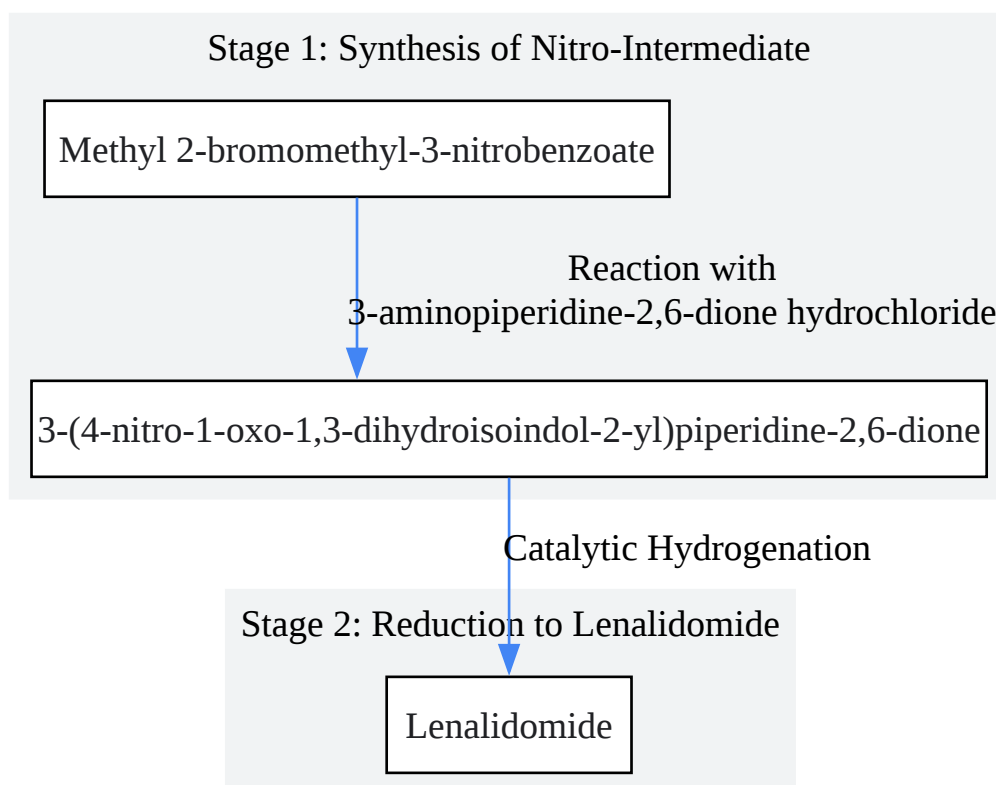 Stage 1: Synthesis of Nitro-Intermediate
Methyl 2-bromomethyl-3-nitrobenzoate
Reaction with
3-aminopiperidine-2,6-dione hydrochloride
3-(4-nitro-1-oxo-1,3-dihydroisoindol-2-yl)piperidine-2,6-dione
Catalytic Hydrogenation
Stage 2: Reduction to Lenalidomide
Lenalidomide